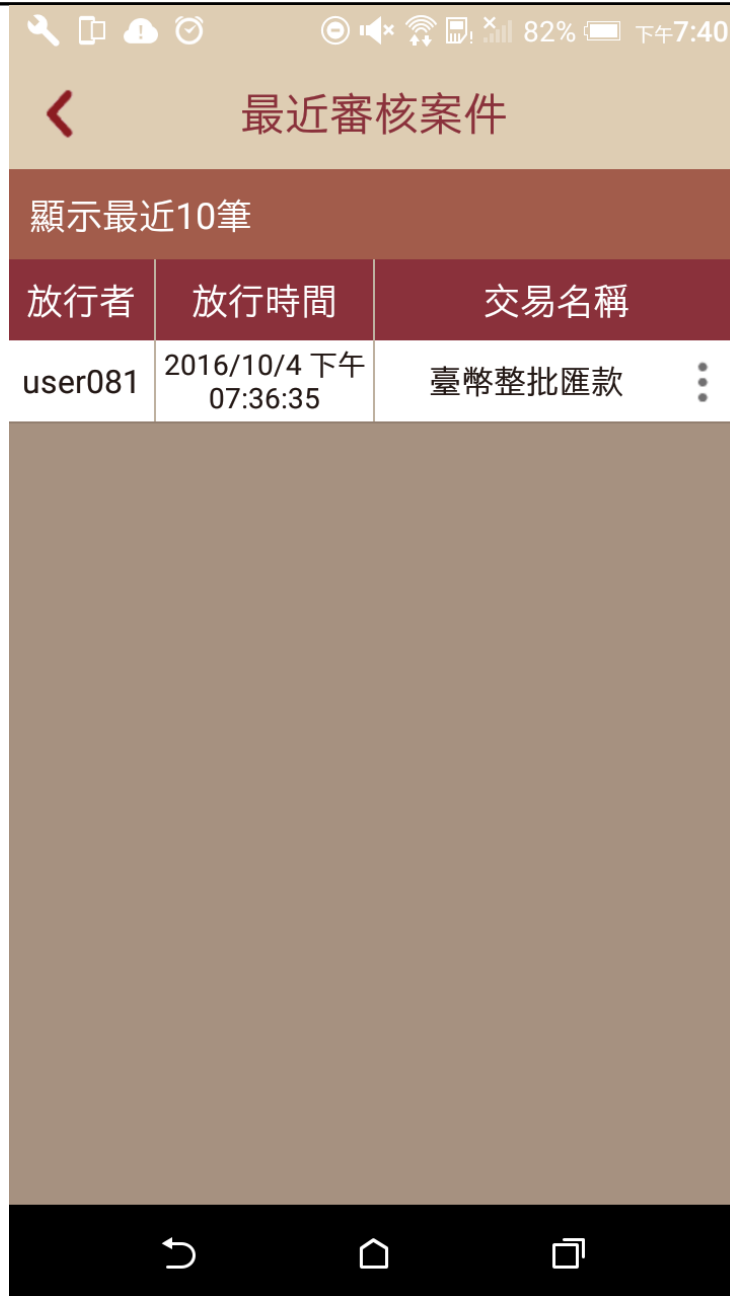 82% 下午7:40
最近審核案件
顯示最近10筆
放行者 放行時間 交易名稱
user081 2016/10/4 下午 臺幣整批匯款
07:36:35